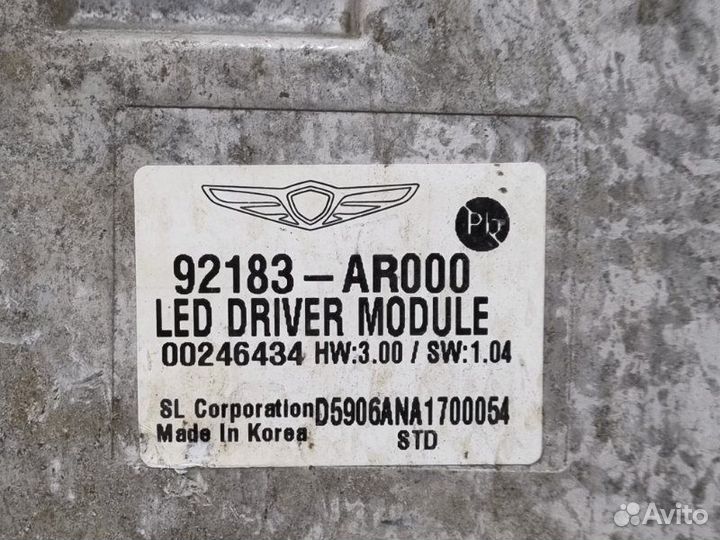 Pb
92183-AR000
LED DRIVER MODULE
00246434 HW:3.00 / SW:1.04
SL Corporation D5906ANA1700054
Made In Korea STD
Avito